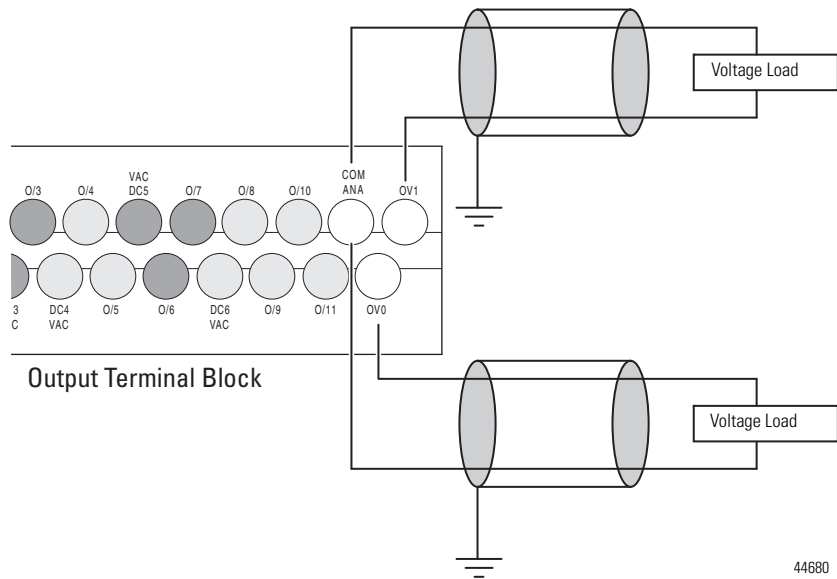 Voltage Load
VAC COM
O/3 O/4 DC5 O/7 O/8 O/10 ANA OV1
3 DC4 O/5 O/6 DC6 O/9 O/11 OV0
C VAC VAC
Output Terminal Block
Voltage Load
44680